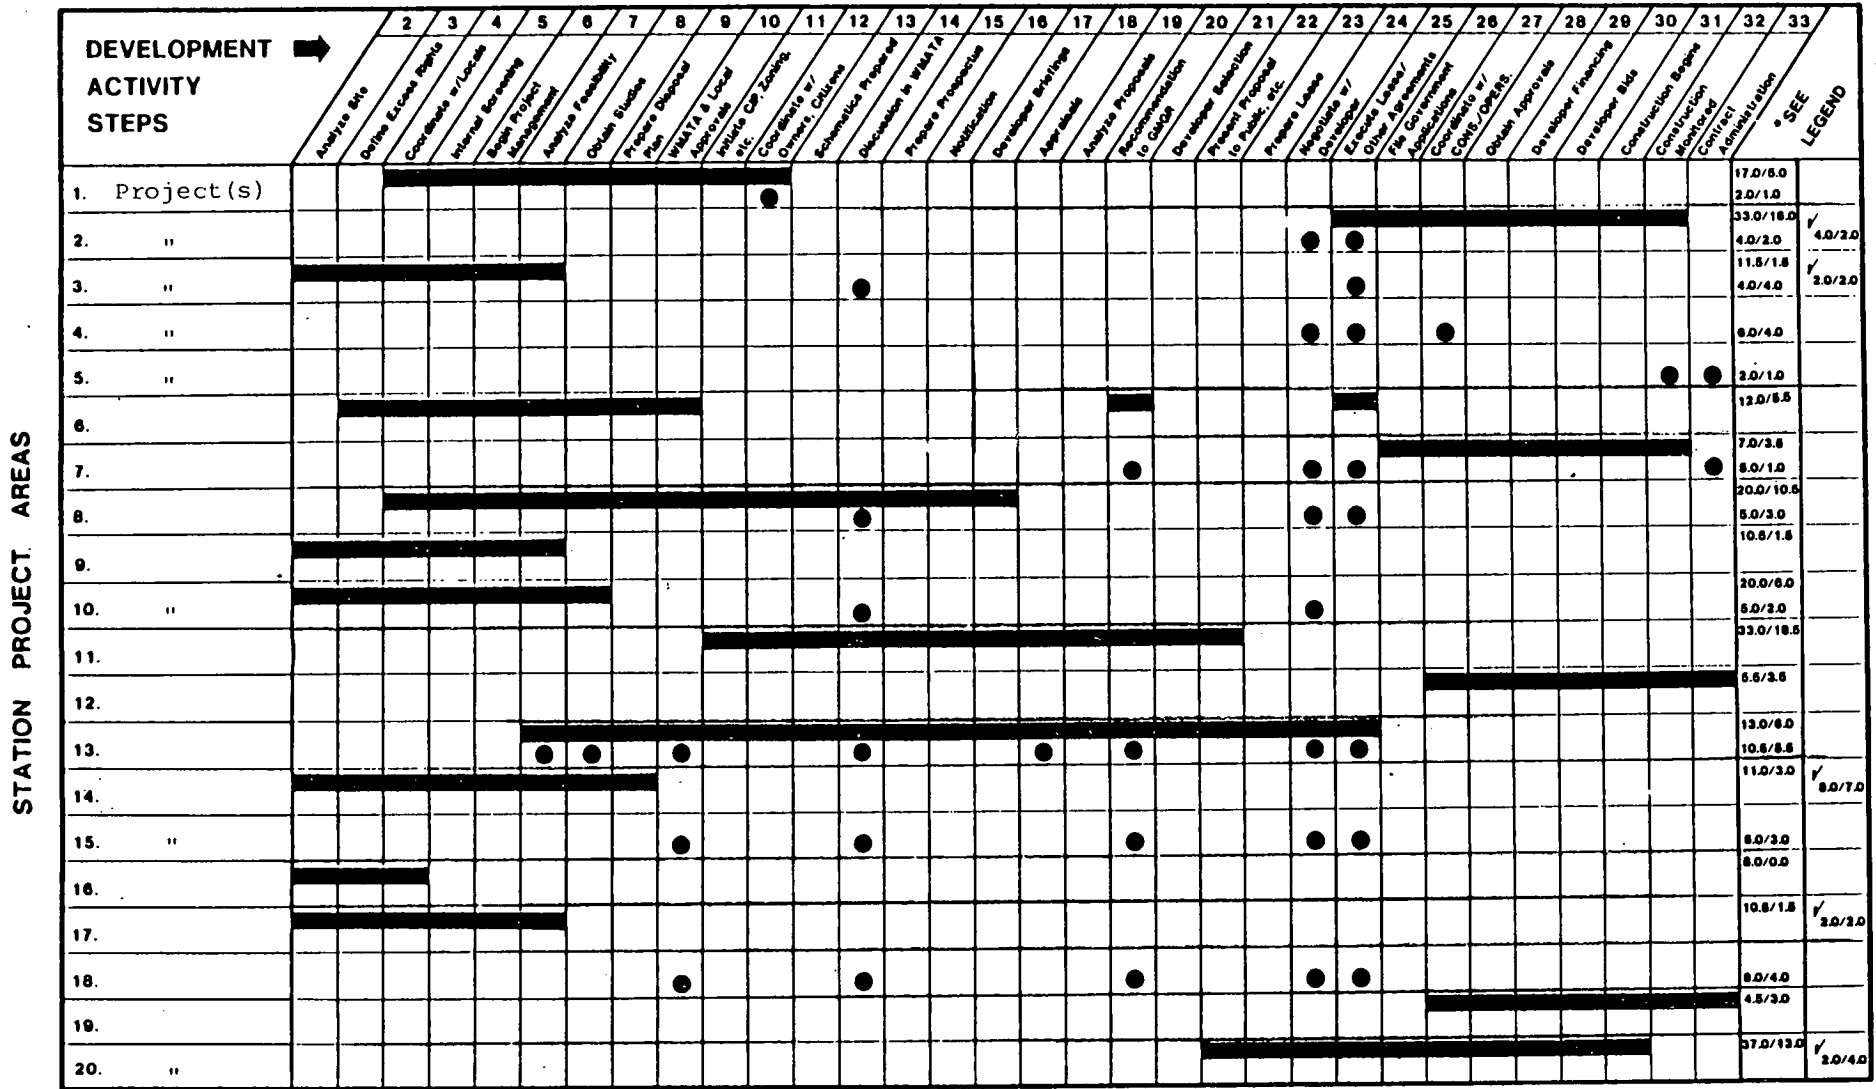 2 3 4 5 6 7 8 9 10 11 12 13 14 15 16 17 18 19 20 21 22 23 24 25 26 27 28 29 30 31 32 33
DEVELOPMENT
ACTIVITY
STEPS
Analyze Site
Define Excess Rights
Coordinate w/Locals
Internal Screening
Begin Project
Management
Analyze Feasibility
Obtain Studies
Prepare Disposal
Plan
WMATA & Local
Approvals
Initiate CIP, Zoning,
etc.
Coordinate w/
Owners, Citizens
Schematics Prepared
Discussion in WMATA
Prepare Prospectus
Notification
Developer Briefings
Appraisals
Analyze Proposals
Recommendation
to GMQR
Developer Selection
Present Proposal
to Public, etc.
Prepare Lease
Negotiate w/
Developer
Execute Lease/
Other Agreements
File Government
Applications
Coordinate w/
CONS./OPERS.
Obtain Approvals
Developer Financing
Developer Bids
Construction Begins
Construction
Monitored
Contract
Administration
* SEE
LEGEND
STATION PROJECT AREAS
1. Project(s)
17.0/5.0
2.0/1.0
2. "
33.0/16.0
4.0/2.0
✓ 4.0/2.0
3. "
11.5/1.5
4.0/4.0
✓ 2.0/2.0
4. "
6.0/4.0
5. "
2.0/1.0
6.
12.0/5.5
7.
7.0/3.5
5.0/1.0
8.
20.0/10.5
5.0/3.0
9.
10.5/1.5
10. "
20.0/6.0
5.0/2.0
11.
33.0/18.5
12.
5.5/3.5
13.
13.0/6.0
10.5/5.5
14.
11.0/3.0
✓ 8.0/7.0
15. "
6.0/3.0
16.
8.0/0.0
17.
10.5/1.5
✓ 2.0/2.0
18.
8.0/4.0
19.
4.5/3.0
20. "
37.0/13.0
✓ 2.0/4.0